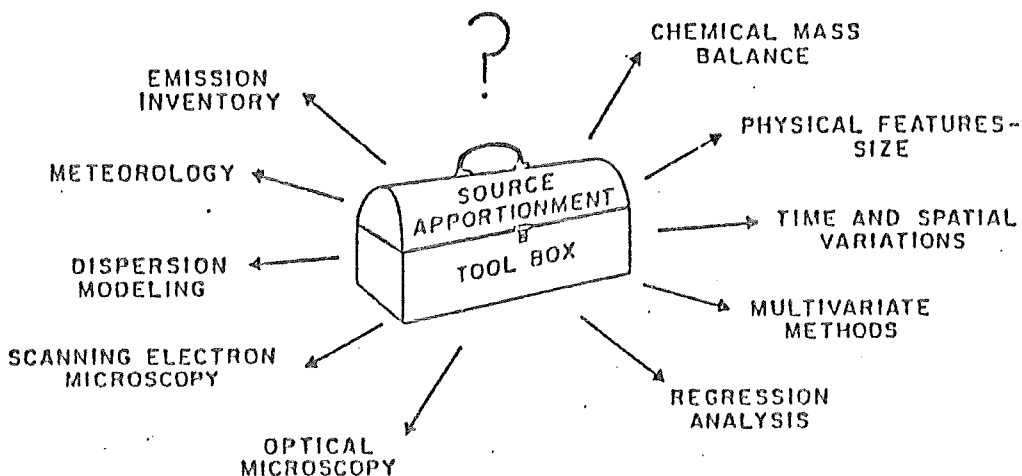 ?
CHEMICAL MASS
BALANCE
EMISSION
INVENTORY
PHYSICAL FEATURES-
SIZE
METEOROLOGY
SOURCE
APPORTIONMENT
TOOL BOX
TIME AND SPATIAL
VARIATIONS
DISPERSION
MODELING
MULTIVARIATE
METHODS
SCANNING ELECTRON
MICROSCOPY
REGRESSION
ANALYSIS
OPTICAL
MICROSCOPY